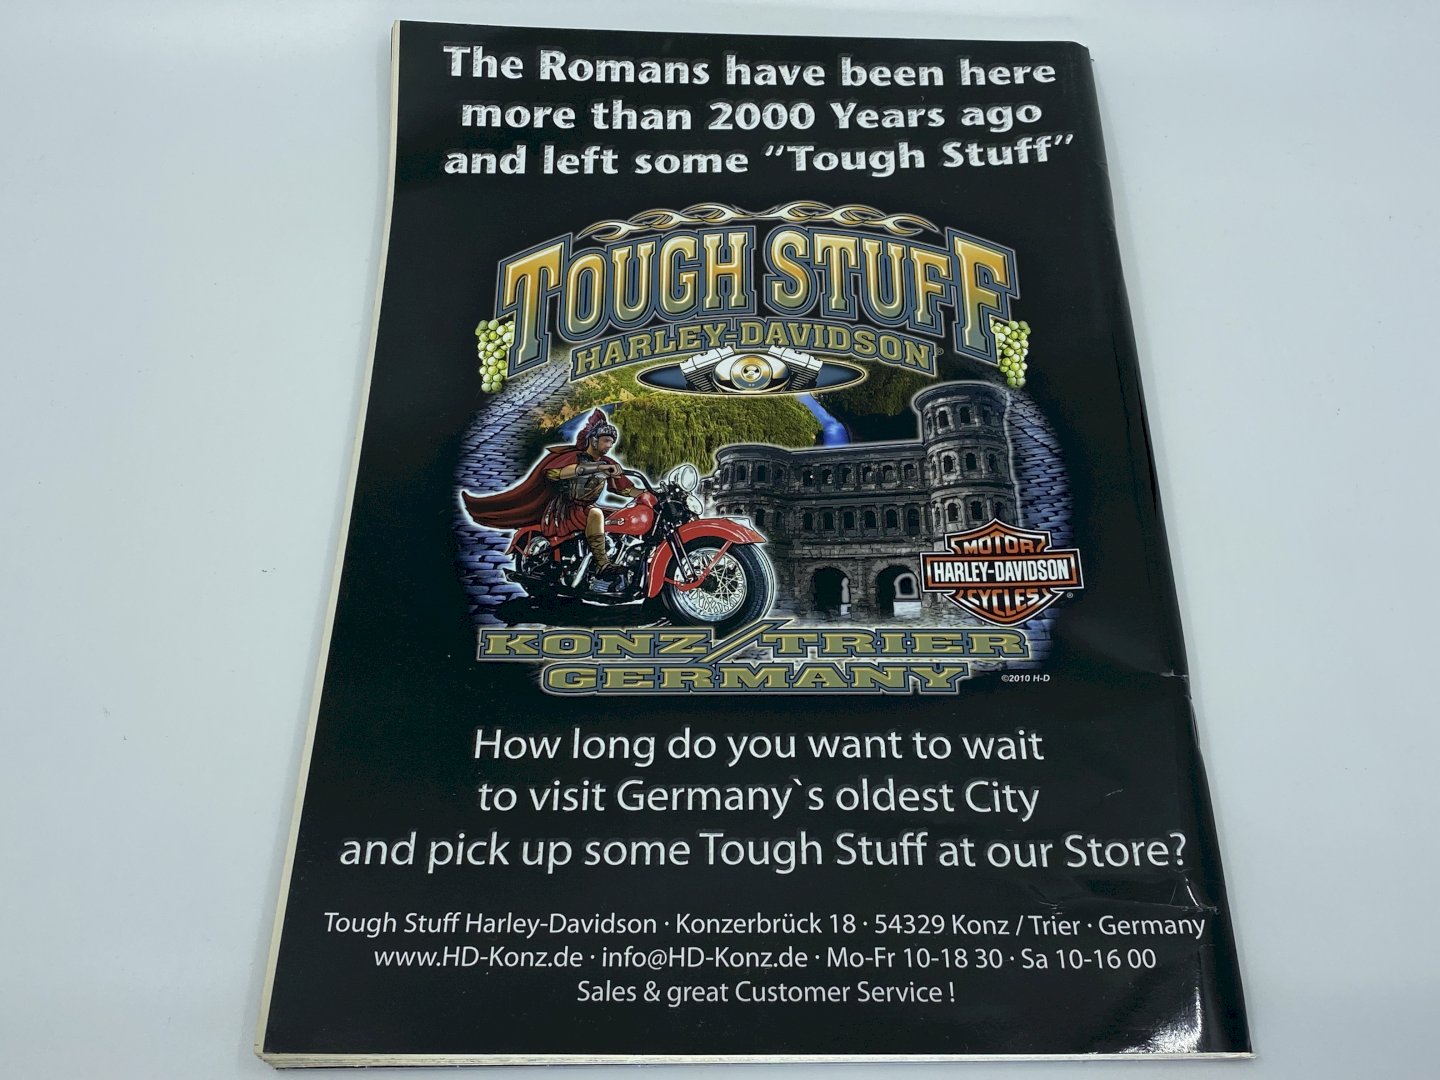 The Romans have been here
more than 2000 Years ago
and left some “Tough Stuff”
TOUGH STUFF
HARLEY-DAVIDSON®
MOTOR
HARLEY-DAVIDSON
CYCLES®
KONZ/TRIER
GERMANY
©2010 H-D
How long do you want to wait
to visit Germany`s oldest City
and pick up some Tough Stuff at our Store?
Tough Stuff Harley-Davidson · Konzerbrück 18 · 54329 Konz / Trier · Germany
www.HD-Konz.de · info@HD-Konz.de · Mo-Fr 10-18 30 · Sa 10-16 00
Sales & great Customer Service !